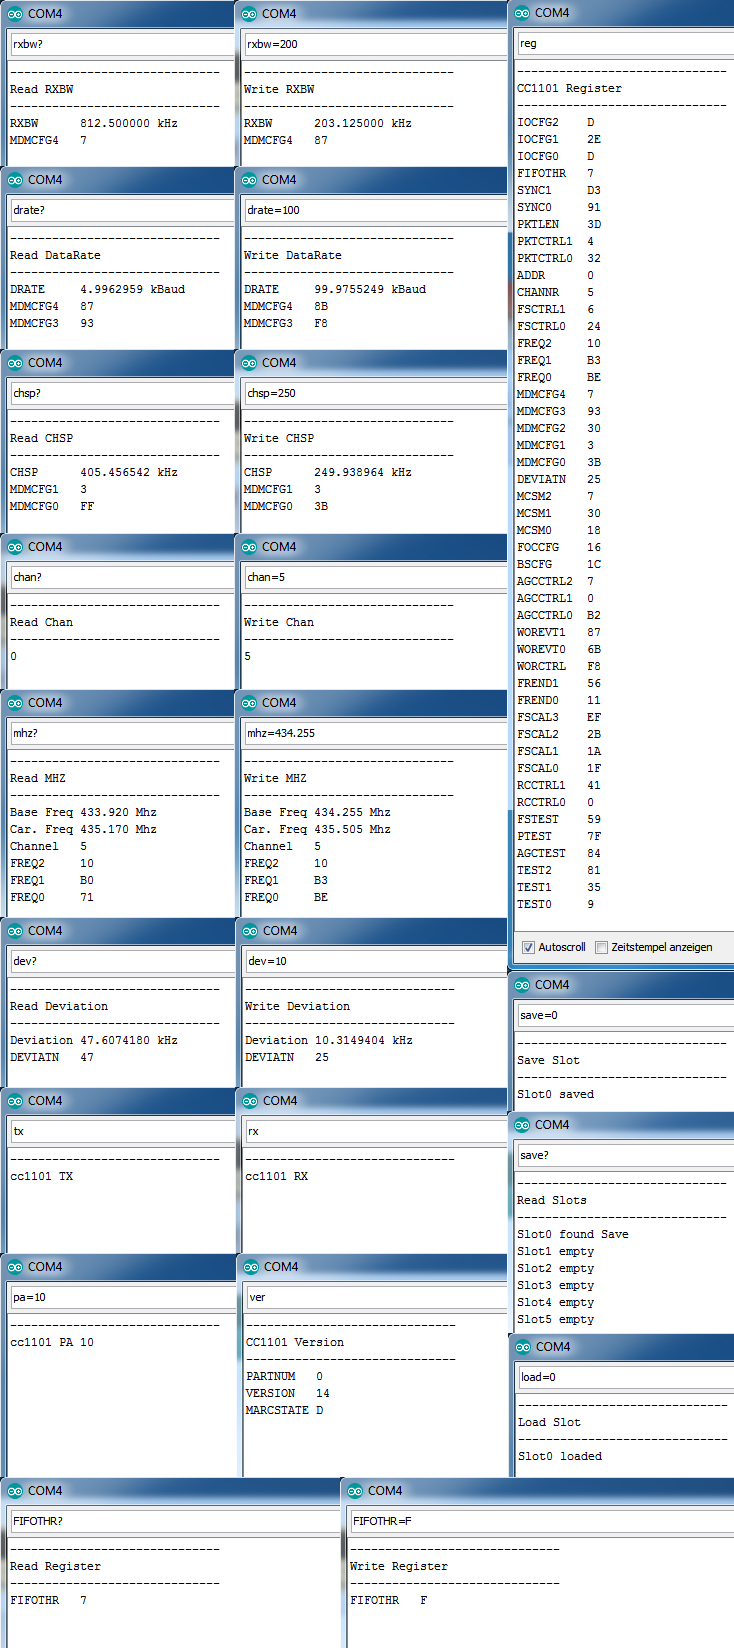 COM4
rxbw?
------------------------------
Read RXBW
------------------------------
RXBW 812.500000 kHz
MDMCFG4 7
COM4
rxbw=200
------------------------------
Write RXBW
------------------------------
RXBW 203.125000 kHz
MDMCFG4 87
COM4
drate?
------------------------------
Read DataRate
------------------------------
DRATE 4.9962959 kBaud
MDMCFG4 87
MDMCFG3 93
COM4
drate=100
------------------------------
Write DataRate
------------------------------
DRATE 99.9755249 kBaud
MDMCFG4 8B
MDMCFG3 F8
COM4
chsp?
------------------------------
Read CHSP
------------------------------
CHSP 405.456542 kHz
MDMCFG1 3
MDMCFG0 FF
COM4
chsp=250
------------------------------
Write CHSP
------------------------------
CHSP 249.938964 kHz
MDMCFG1 3
MDMCFG0 3B
COM4
chan?
------------------------------
Read Chan
------------------------------
0
COM4
chan=5
------------------------------
Write Chan
------------------------------
5
COM4
mhz?
------------------------------
Read MHZ
------------------------------
Base Freq 433.920 Mhz
Car. Freq 435.170 Mhz
Channel 5
FREQ2 10
FREQ1 B0
FREQ0 71
COM4
mhz=434.255
------------------------------
Write MHZ
------------------------------
Base Freq 434.255 Mhz
Car. Freq 435.505 Mhz
Channel 5
FREQ2 10
FREQ1 B3
FREQ0 BE
COM4
dev?
------------------------------
Read Deviation
------------------------------
Deviation 47.6074180 kHz
DEVIATN 47
COM4
dev=10
------------------------------
Write Deviation
------------------------------
Deviation 10.3149404 kHz
DEVIATN 25
COM4
tx
------------------------------
cc1101 TX
COM4
rx
------------------------------
cc1101 RX
COM4
pa=10
------------------------------
cc1101 PA 10
COM4
ver
------------------------------
CC1101 Version
------------------------------
PARTNUM 0
VERSION 14
MARCSTATE D
COM4
reg
------------------------------
CC1101 Register
------------------------------
IOCFG2 D
IOCFG1 2E
IOCFG0 D
FIFOTHR 7
SYNC1 D3
SYNC0 91
PKTLEN 3D
PKTCTRL1 4
PKTCTRL0 32
ADDR 0
CHANNR 5
FSCTRL1 6
FSCTRL0 24
FREQ2 10
FREQ1 B3
FREQ0 BE
MDMCFG4 7
MDMCFG3 93
MDMCFG2 30
MDMCFG1 3
MDMCFG0 3B
DEVIATN 25
MCSM2 7
MCSM1 30
MCSM0 18
FOCCFG 16
BSCFG 1C
AGCCTRL2 7
AGCCTRL1 0
AGCCTRL0 B2
WOREVT1 87
WOREVT0 6B
WORCTRL F8
FREND1 56
FREND0 11
FSCAL3 EF
FSCAL2 2B
FSCAL1 1A
FSCAL0 1F
RCCTRL1 41
RCCTRL0 0
FSTEST 59
PTEST 7F
AGCTEST 84
TEST2 81
TEST1 35
TEST0 9
Autoscroll Zeitstempel anzeigen
COM4
save=0
------------------------------
Save Slot
------------------------------
Slot0 saved
COM4
save?
------------------------------
Read Slots
------------------------------
Slot0 found Save
Slot1 empty
Slot2 empty
Slot3 empty
Slot4 empty
Slot5 empty
COM4
load=0
------------------------------
Load Slot
------------------------------
Slot0 loaded
COM4
FIFOTHR?
------------------------------
Read Register
------------------------------
FIFOTHR 7
COM4
FIFOTHR=F
------------------------------
Write Register
------------------------------
FIFOTHR F